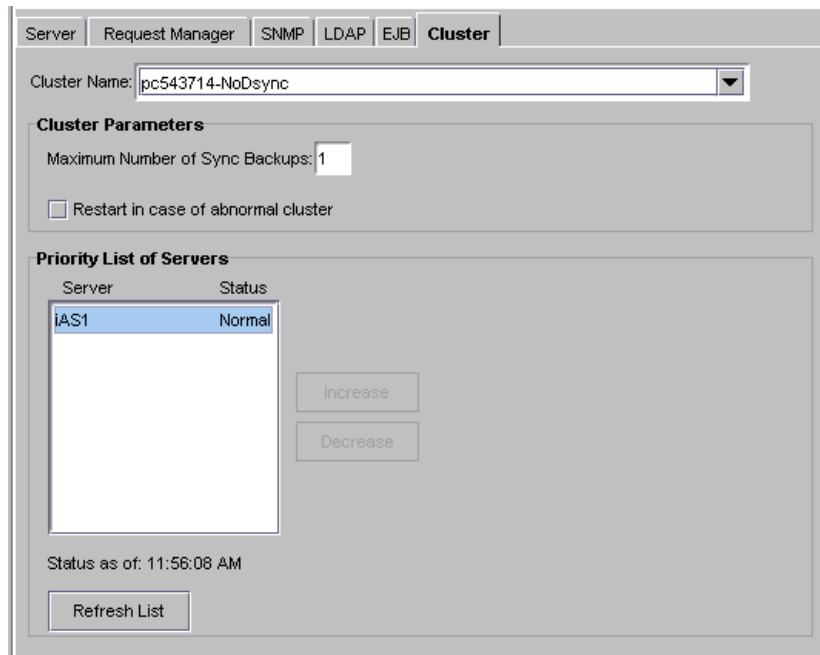 Server Request Manager SNMP LDAP EJB Cluster
Cluster Name: pc543714-NoDsync
Cluster Parameters
Maximum Number of Sync Backups: 1
Restart in case of abnormal cluster
Priority List of Servers
Server Status
iAS1 Normal
Increase
Decrease
Status as of: 11:56:08 AM
Refresh List